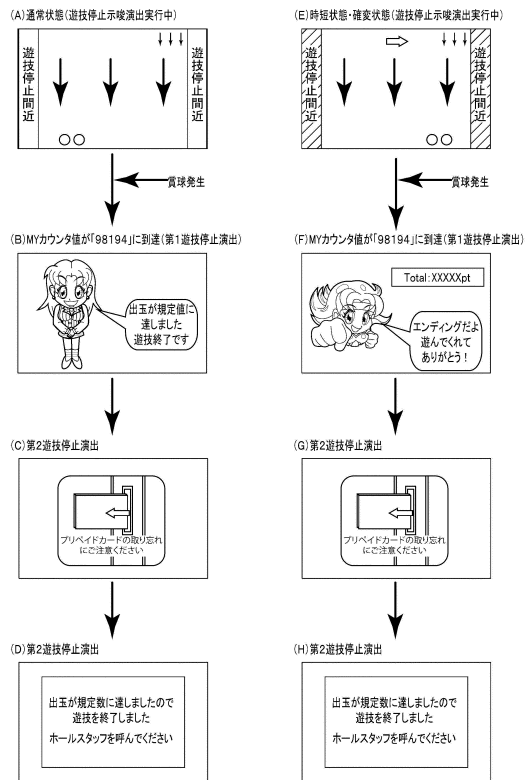 (A)通常状態(遊技停止示唆演出実行中)
遊技停止間近
遊技停止間近
賞球発生
(B)MYカウンタ値が「98194」に到達(第1遊技停止演出)
出玉が規定値に
達しました
遊技終了です
(C)第2遊技停止演出
プリペイドカードの取り忘れ
にご注意ください
(D)第2遊技停止演出
出玉が規定数に達しましたので
遊技を終了しました
ホールスタッフを呼んでください
(E)時短状態・確変状態(遊技停止示唆演出実行中)
遊技停止間近
遊技停止間近
賞球発生
(F)MYカウンタ値が「98194」に到達(第1遊技停止演出)
Total:XXXXXpt
エンディングだよ
遊んでくれて
ありがとう!
(G)第2遊技停止演出
プリペイドカードの取り忘れ
にご注意ください
(H)第2遊技停止演出
出玉が規定数に達しましたので
遊技を終了しました
ホールスタッフを呼んでください